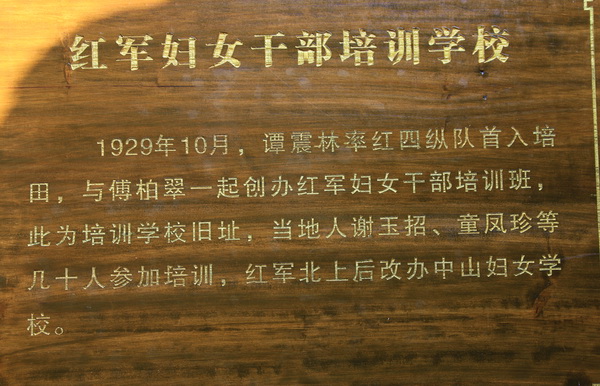 红军妇女干部培训学校
1929年10月，谭震林率红四纵队首入培
田，与傅柏翠一起创办红军妇女干部培训班，
此为培训学校旧址，当地人谢玉招、童凤珍等
几十人参加培训，红军北上后改办中山妇女学
校。